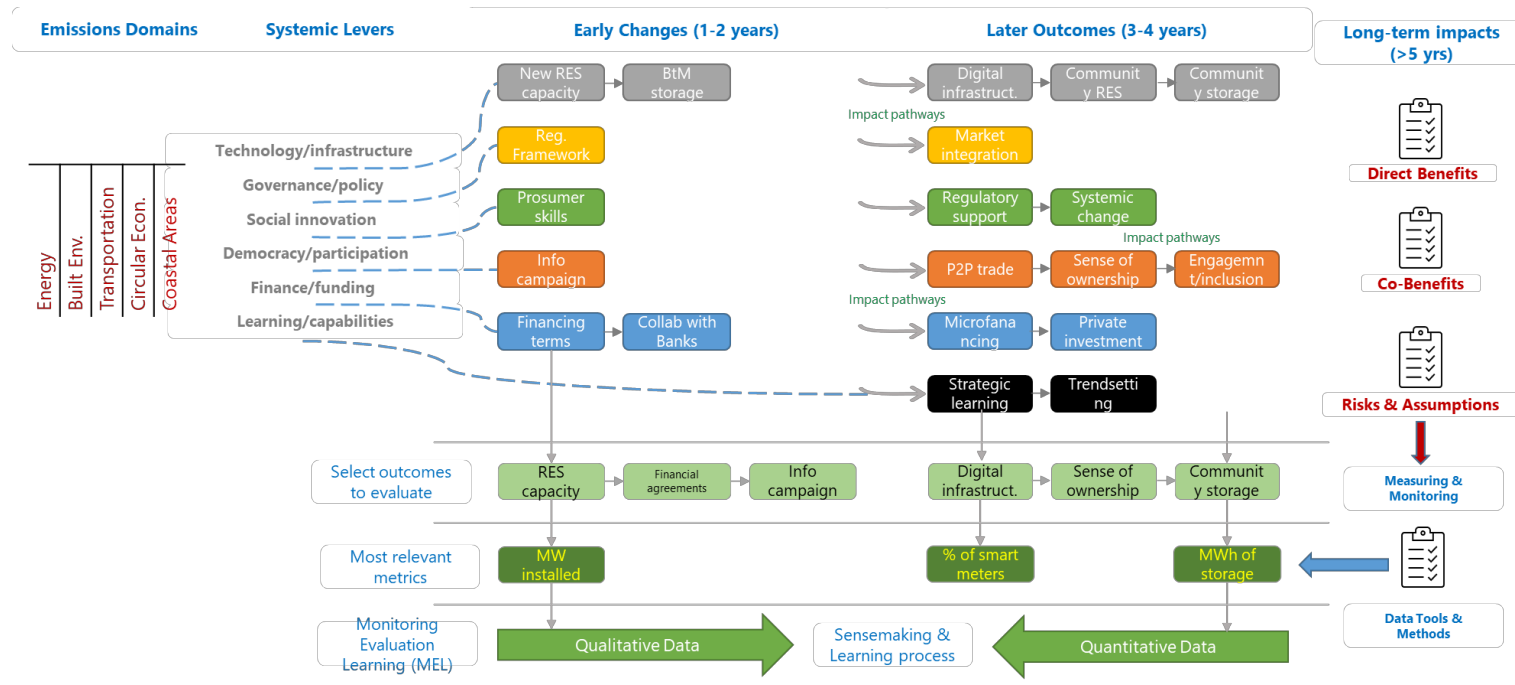 Emissions Domains
Systemic Levers
Early Changes (1-2 years)
Later Outcomes (3-4 years)
Long-term impacts
(>5 yrs)
New RES
capacity
BtM
storage
Digital
infrastruct.
Communit
y RES
Communit
y storage
Impact pathways
Reg.
Framework
Market
integration
Technology/infrastructure
Governance/policy
Social innovation
Democracy/participation
Finance/funding
Learning/capabilities
Energy
Built Env.
Transportation
Circular Econ.
Coastal Areas
Direct Benefits
Prosumer
skills
Regulatory
support
Systemic
change
Impact pathways
Info
campaign
P2P trade
Sense of
ownership
Engagemn
t/inclusion
Co-Benefits
Impact pathways
Financing
terms
Collab with
Banks
Microfana
ncing
Private
investment
Strategic
learning
Trendsetti
ng
Risks & Assumptions
Select outcomes
to evaluate
RES
capacity
Financial
agreements
Info
campaign
Digital
infrastruct.
Sense of
ownership
Communit
y storage
Measuring &
Monitoring
Most relevant
metrics
MW
installed
% of smart
meters
MWh of
storage
Monitoring
Evaluation
Learning (MEL)
Qualitative Data
Sensemaking &
Learning process
Quantitative Data
Data Tools &
Methods